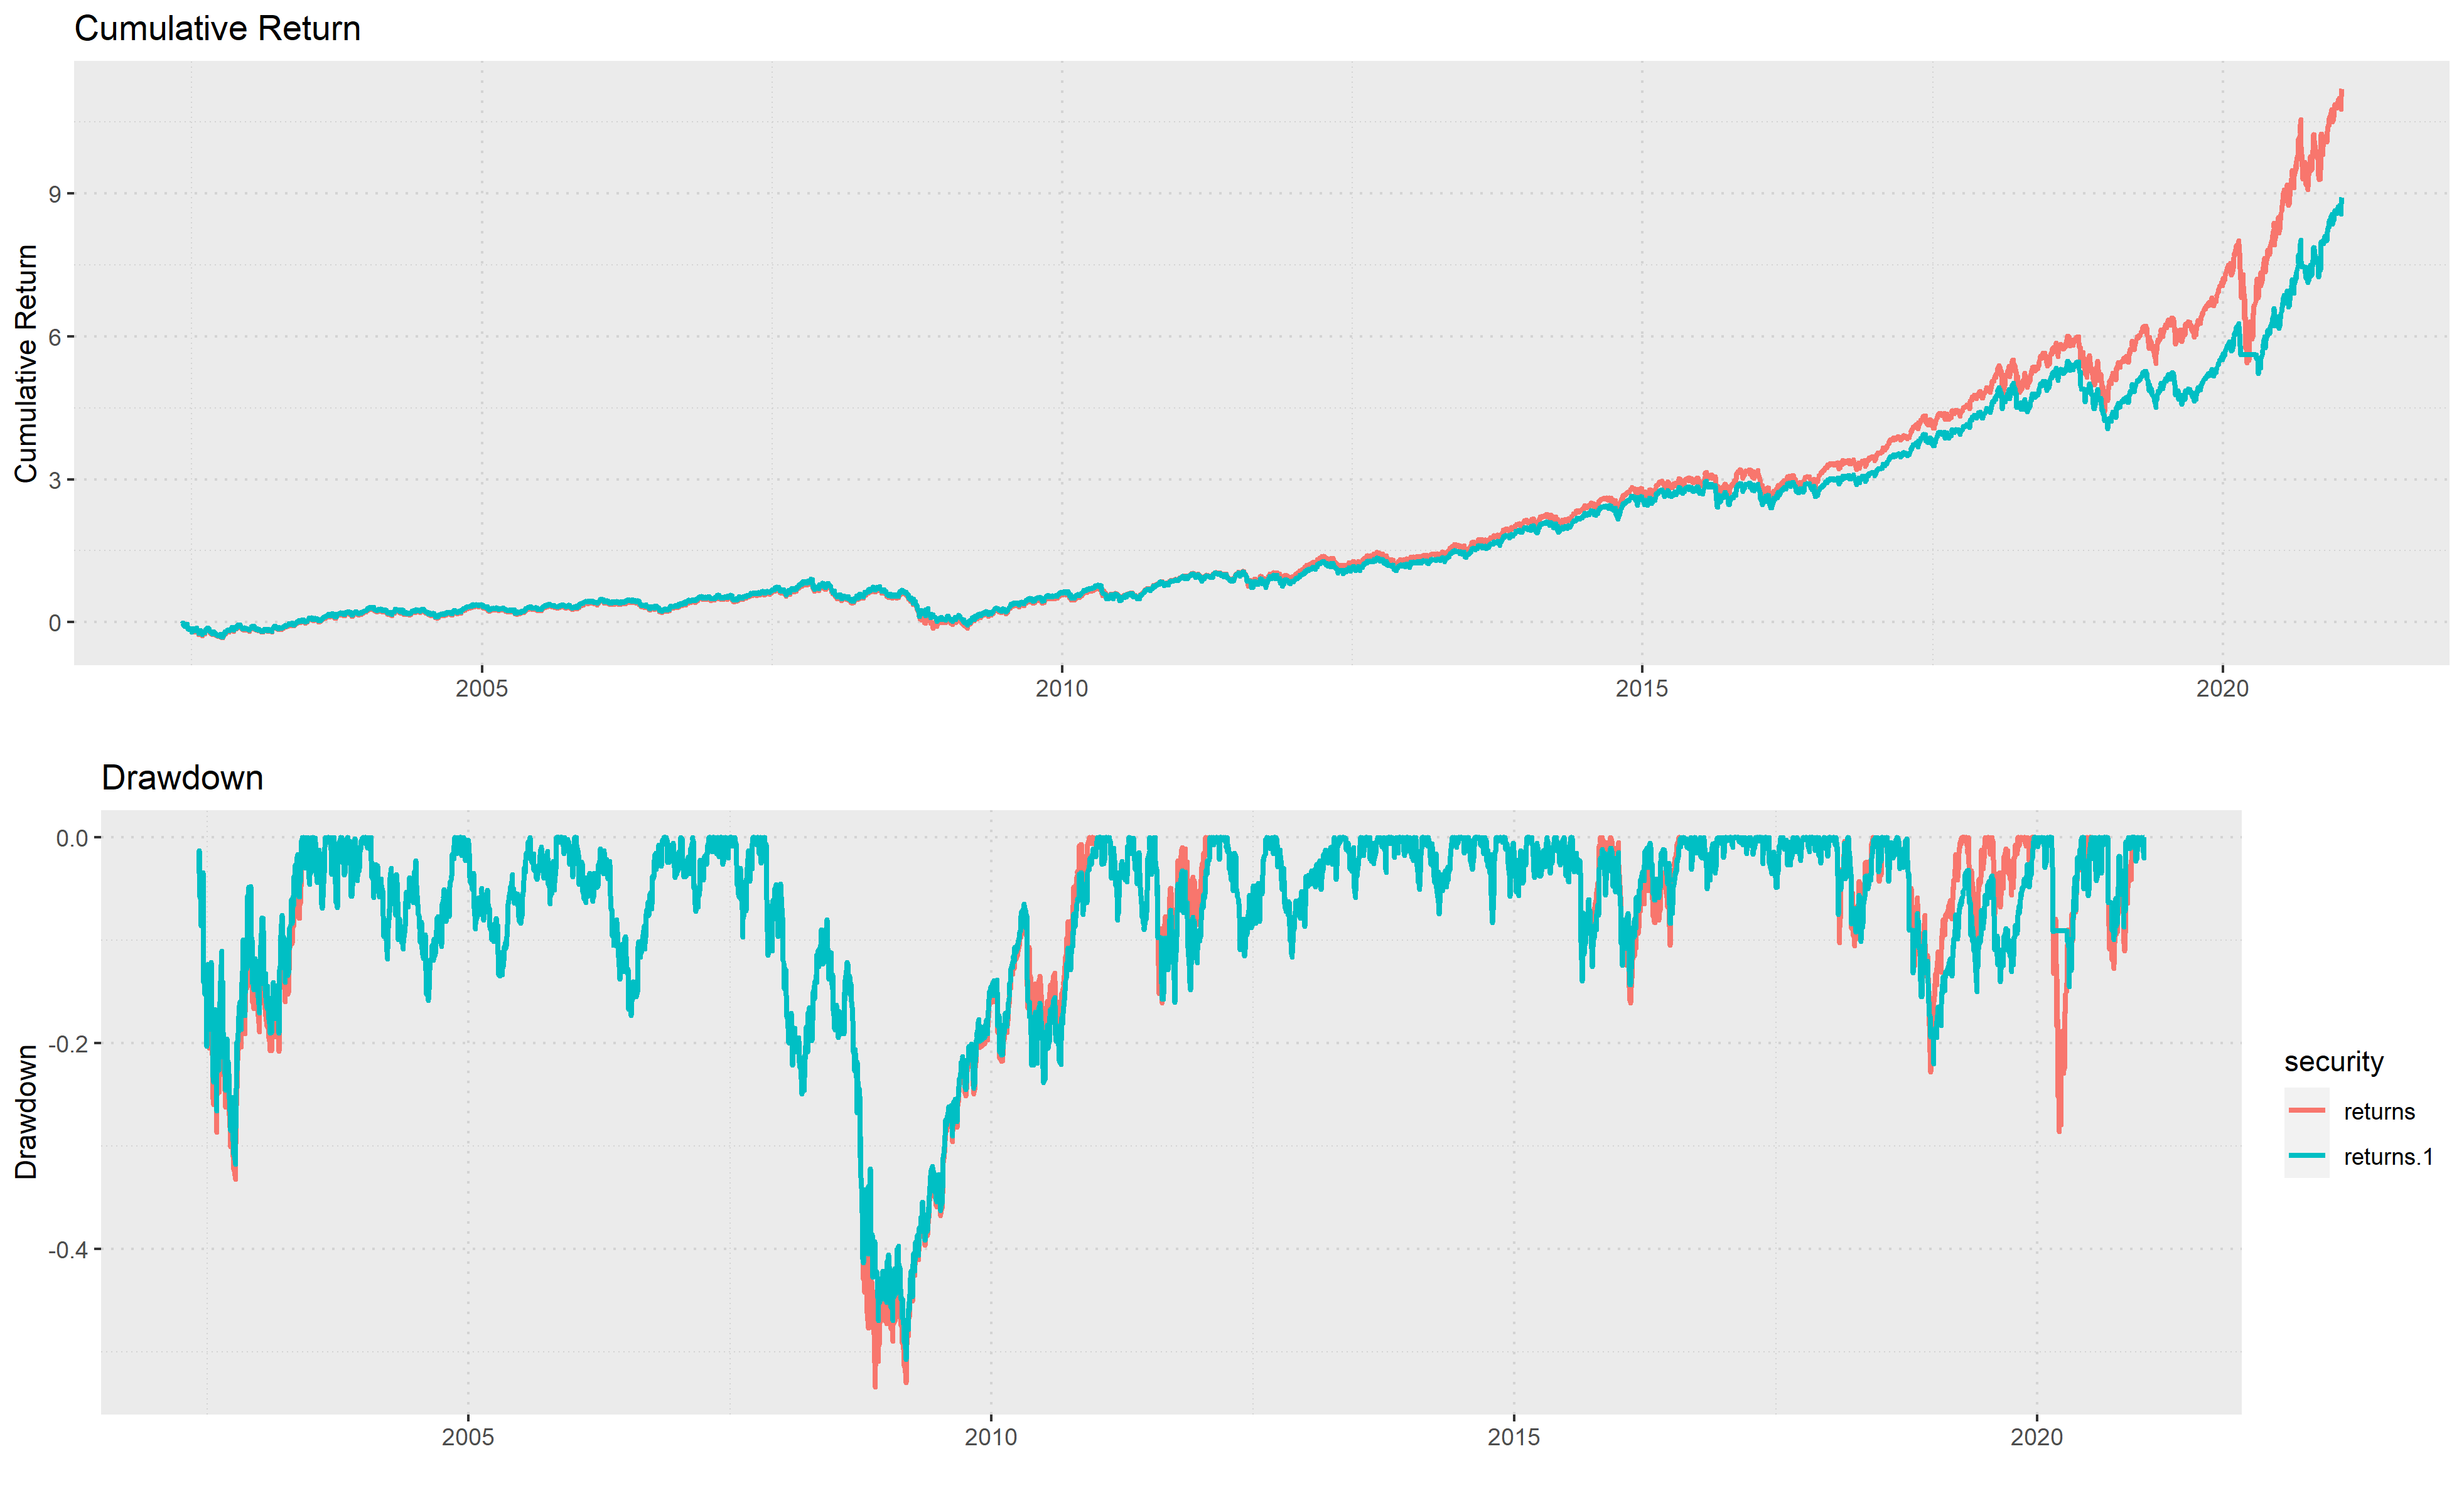 Cumulative Return
Cumulative Return
9
6
3
0
2005
2010
2015
2020
Drawdown
Drawdown
0.0
-0.2
-0.4
2005
2010
2015
2020
security
returns
returns.1